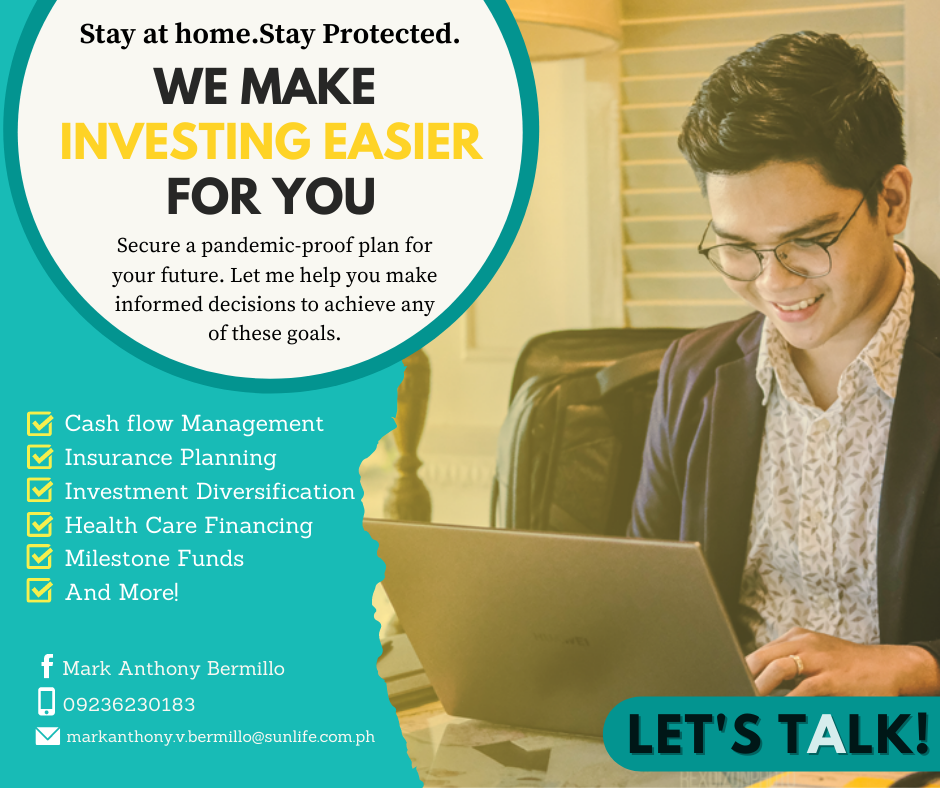 Stay at home.Stay Protected.
WE MAKE
INVESTING EASIER
FOR YOU
Secure a pandemic-proof plan for
your future. Let me help you make
informed decisions to achieve any
of these goals.
Cash flow Management
Insurance Planning
Investment Diversification
Health Care Financing
Milestone Funds
And More!
Mark Anthony Bermillo
09236230183
markanthony.v.bermillo@sunlife.com.ph
LET'S TALK!